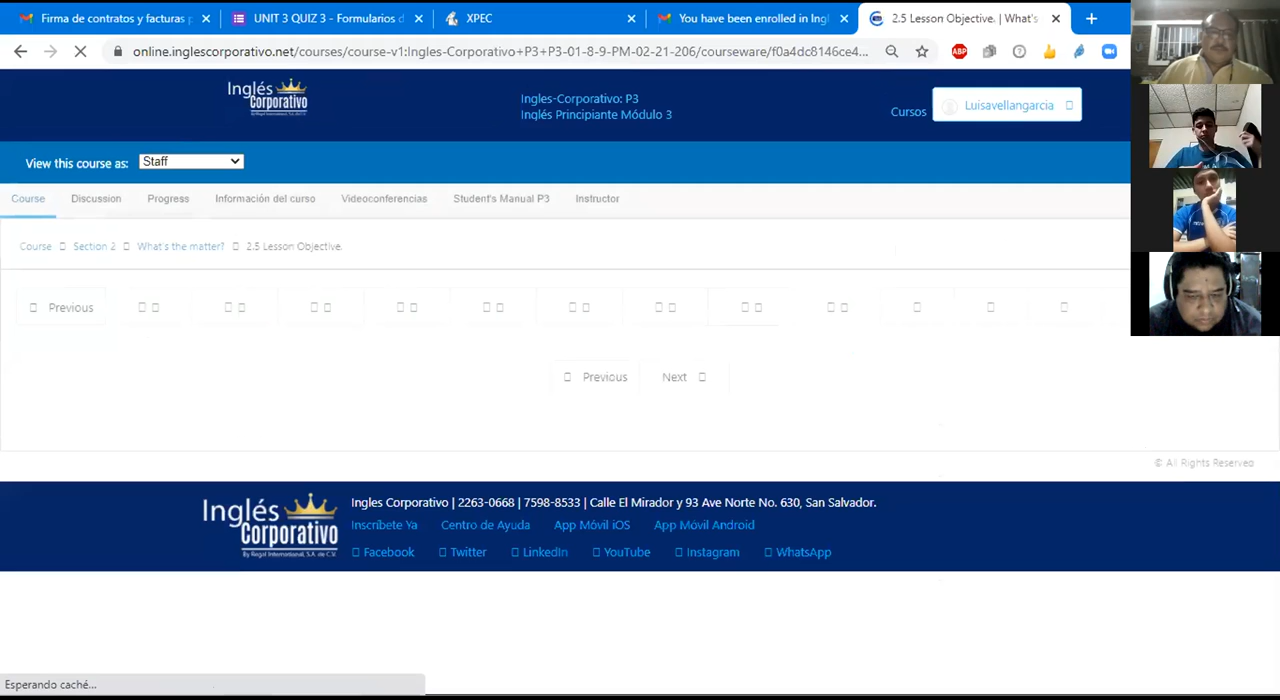 Firma de contratos y facturas p
UNIT 3 QUIZ 3 - Formularios d
XPEC
You have been enrolled in Ingl
2.5 Lesson Objective. | What's
online.inglescorporativo.net/courses/course-v1:Ingles-Corporativo+P3+P3-01-8-9-PM-02-21-206/courseware/f0a4dc8146ce4...
ABP
Inglés
Corporativo
Ingles-Corporativo: P3
Inglés Principiante Módulo 3
Cursos
Luisavellangarcia
View this course as:
Staff
Course
Discussion
Progress
Información del curso
Videoconferencias
Student's Manual P3
Instructor
Course
Section 2
What's the matter?
2.5 Lesson Objective.
Previous
Previous
Next
© All Rights Reserved
Inglés
Corporativo
By Regal International, S.A. de C.V.
Ingles Corporativo | 2263-0668 | 7598-8533 | Calle El Mirador y 93 Ave Norte No. 630, San Salvador.
Inscríbete Ya
Centro de Ayuda
App Móvil iOS
App Móvil Android
Facebook
Twitter
LinkedIn
YouTube
Instagram
WhatsApp
Esperando caché...